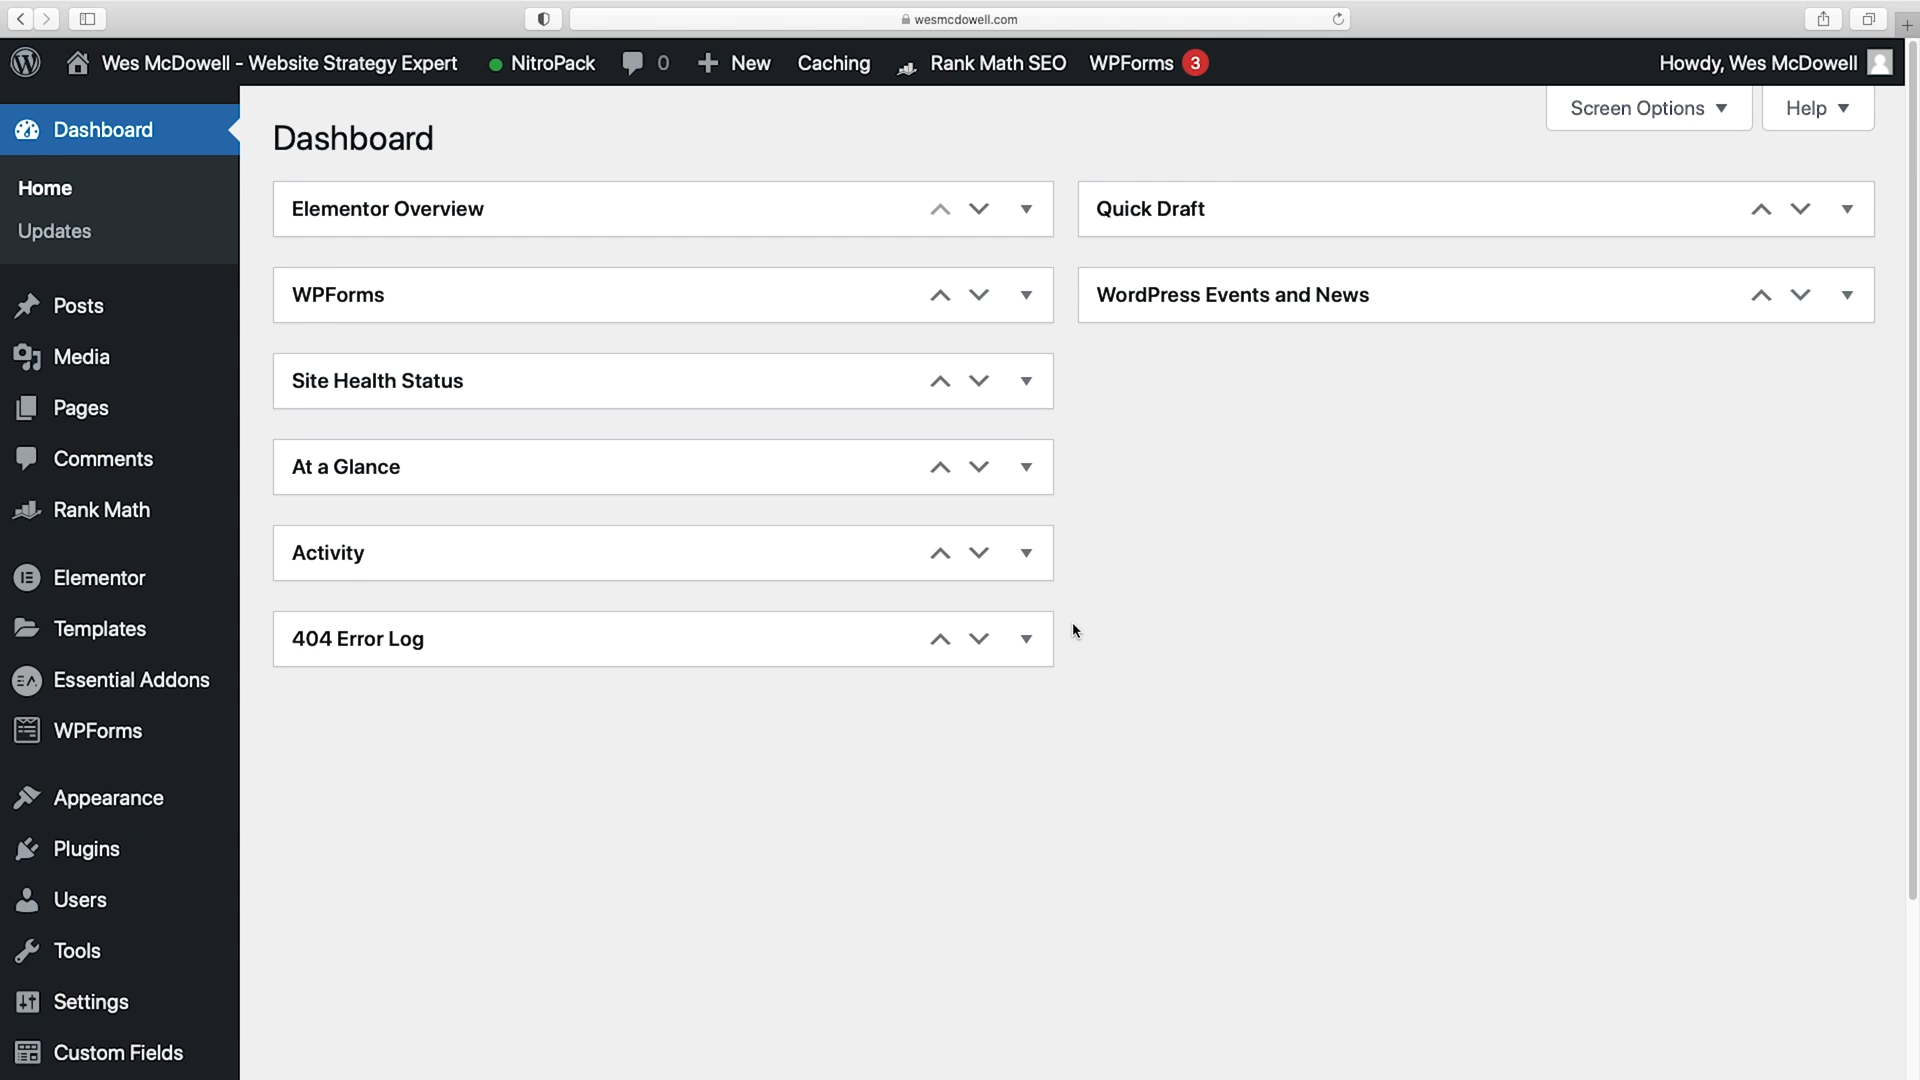 wesmcdowell.com
Wes McDowell - Website Strategy Expert
NitroPack
0
New
Caching
Rank Math SEO
WPForms
3
Howdy, Wes McDowell
Dashboard
Home
Updates
Posts
Media
Pages
Comments
Rank Math
Elementor
Templates
Essential Addons
WPForms
Appearance
Plugins
Users
Tools
Settings
Custom Fields
Screen Options
Help
Dashboard
Elementor Overview
WPForms
Site Health Status
At a Glance
Activity
404 Error Log
Quick Draft
WordPress Events and News